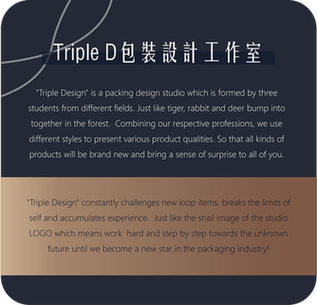 Triple D包裝設計工作室
"Triple Design" is a packing design studio which is formed by three
students from different fields. Just like tiger, rabbit and deer bump into
together in the forest.  Combining our respective professions, we use
different styles to present various product qualities. So that all kinds of
products will be brand new and bring a sense of surprise to all of you.
"Triple Design" constantly challenges new loop items, breaks the limits of
self and accumulates experience.  Just like the snail image of the studio
LOGO which means work  hard and step by step towards the unknown
future until we become a new star in the packaging industry!